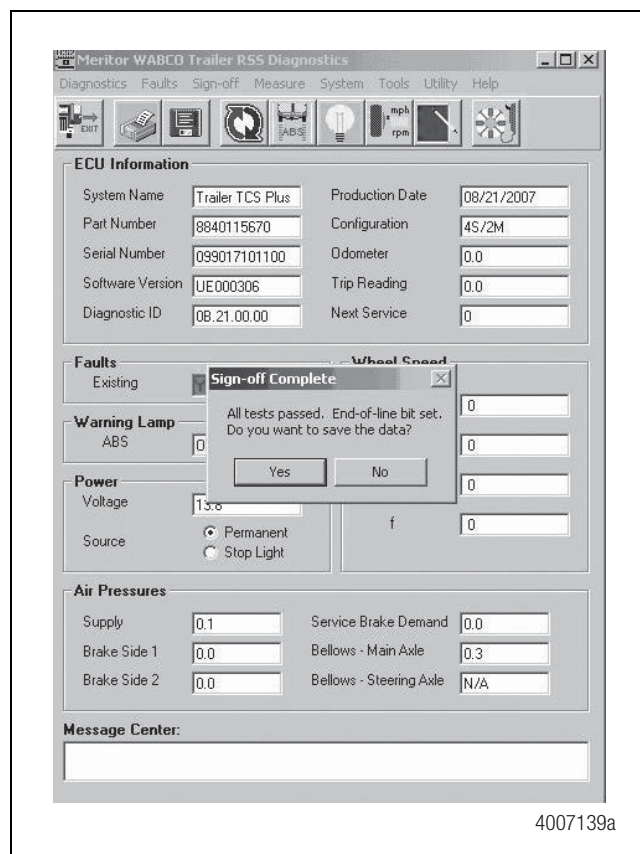 Meritor WABCO Trailer RSS Diagnostics
Diagnostics Faults Sign-off Measure System Tools Utility Help
EXIT ABS mph
rpm
ECU Information
System Name Trailer TCS Plus Production Date 08/21/2007
Part Number 8840115670 Configuration 4S/2M
Serial Number 099017101100 Odometer 0.0
Software Version UE000306 Trip Reading 0.0
Diagnostic ID 0B.21.00.00 Next Service 0
Faults Wheel Speed
Existing Sign-off Complete
All tests passed. End-of-line bit set. 0
Do you want to save the data?
Warning Lamp
ABS 0
Yes No
Power 0
Voltage 13.8
f 0
Source Permanent
Stop Light
Air Pressures
Supply 0.1 Service Brake Demand 0.0
Brake Side 1 0.0 Bellows - Main Axle 0.3
Brake Side 2 0.0 Bellows - Steering Axle N/A
Message Center:
4007139a